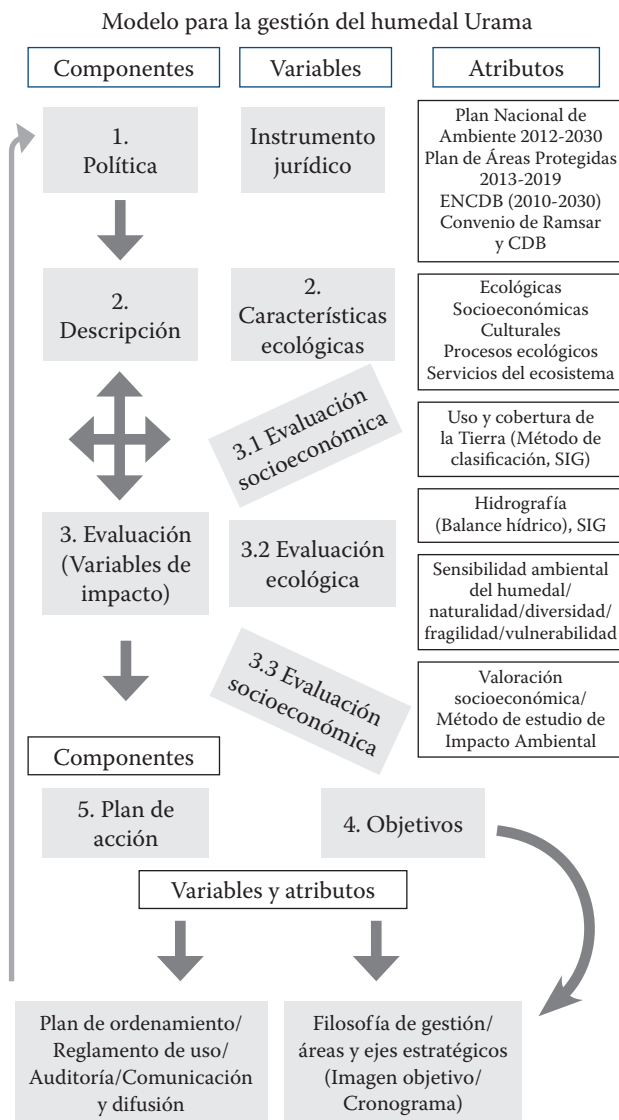 Modelo para la gestión del humedal Urama
Componentes
Variables
Atributos
1.
Política
Instrumento
jurídico
Plan Nacional de
Ambiente 2012-2030
Plan de Áreas Protegidas
2013-2019
ENCDB (2010-2030)
Convenio de Ramsar
y CDB
2.
Descripción
2.
Características
ecológicas
Ecológicas
Socioeconómicas
Culturales
Procesos ecológicos
Servicios del ecosistema
3.1 Evaluación
socioeconómica
Uso y cobertura de
la Tierra (Método de
clasificación, SIG)
3. Evaluación
(Variables de
impacto)
3.2 Evaluación
ecológica
Hidrografía
(Balance hídrico), SIG
Sensibilidad ambiental
del humedal/
naturalidad/diversidad/
fragilidad/vulnerabilidad
3.3 Evaluación
socioeconómica
Valoración
socioeconómica/
Método de estudio de
Impacto Ambiental
Componentes
5. Plan de
acción
4. Objetivos
Variables y atributos
Plan de ordenamiento/
Reglamento de uso/
Auditoría/Comunicación
y difusión
Filosofía de gestión/
áreas y ejes estratégicos
(Imagen objetivo/
Cronograma)